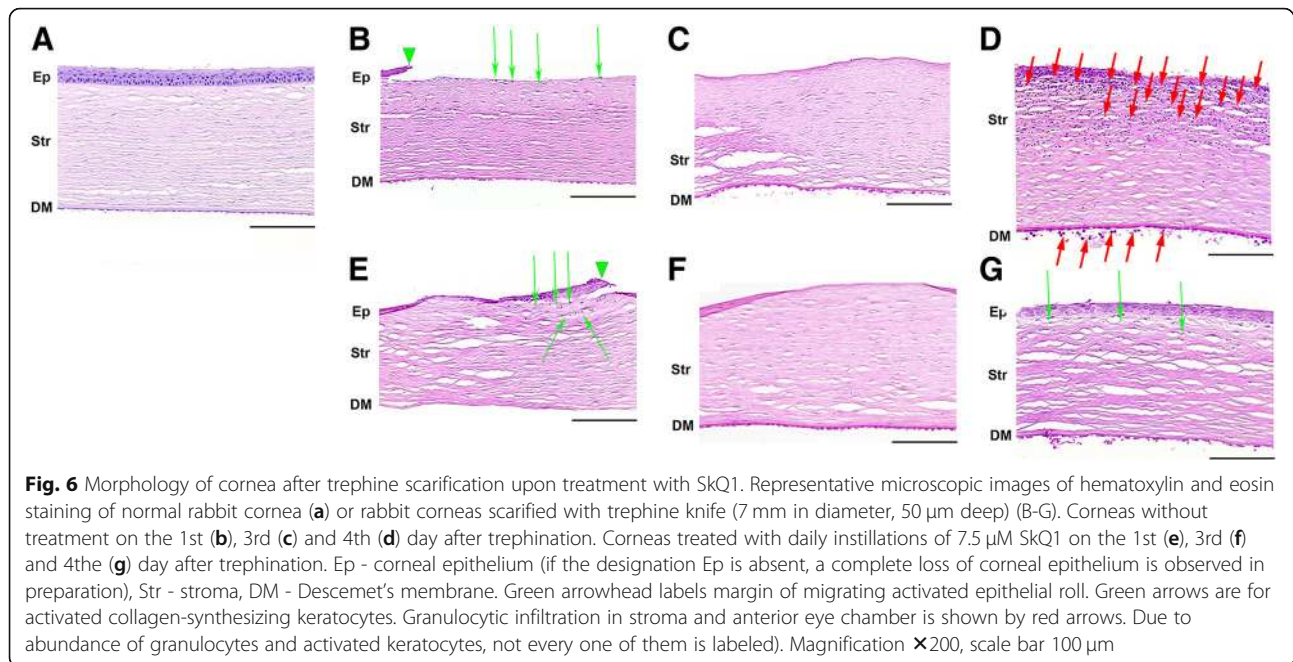 A
B
C
D
Ep
Str
DM
Ep
Str
DM
Str
DM
Str
DM
E
F
G
Ep
Str
DM
Str
DM
Ep
Str
DM
Fig. 6 Morphology of cornea after trephine scarification upon treatment with SkQ1. Representative microscopic images of hematoxylin and eosin
staining of normal rabbit cornea (a) or rabbit corneas scarified with trephine knife (7 mm in diameter, 50 μm deep) (B-G). Corneas without
treatment on the 1st (b), 3rd (c) and 4th (d) day after trephination. Corneas treated with daily instillations of 7.5 μM SkQ1 on the 1st (e), 3rd (f)
and 4the (g) day after trephination. Ep - corneal epithelium (if the designation Ep is absent, a complete loss of corneal epithelium is observed in
preparation), Str - stroma, DM - Descemet's membrane. Green arrowhead labels margin of migrating activated epithelial roll. Green arrows are for
activated collagen-synthesizing keratocytes. Granulocytic infiltration in stroma and anterior eye chamber is shown by red arrows. Due to
abundance of granulocytes and activated keratocytes, not every one of them is labeled). Magnification ×200, scale bar 100 μm